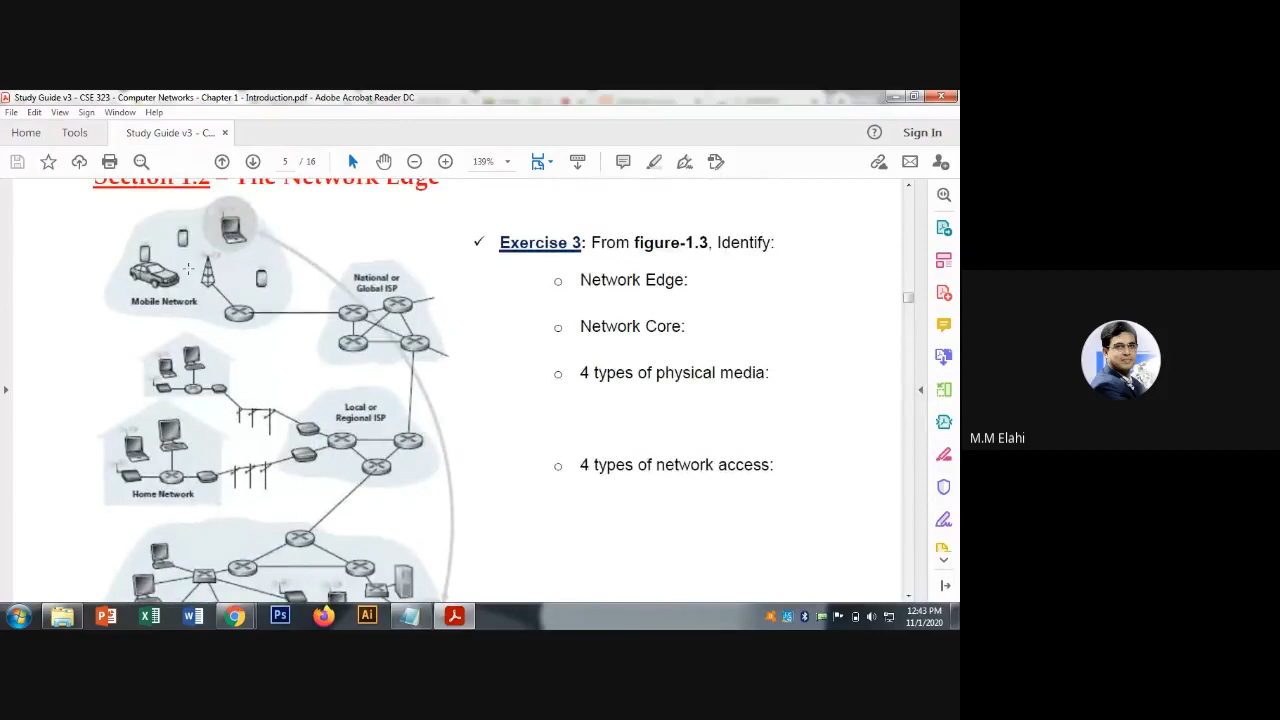 Study Guide v3 - CSE 323 - Computer Networks - Chapter 1 - Introduction.pdf - Adobe Acrobat Reader DC
File Edit View Sign Window Help
Home Tools Study Guide v3 - C... × Sign In
5 / 16 139%
Section 1.2 – The Network Edge
✓ Exercise 3: From figure-1.3, Identify:
o Network Edge:
o Network Core:
o 4 types of physical media:
o 4 types of network access:
Mobile Network
National or
Global ISP
Local or
Regional ISP
Home Network
M.M Elahi
Ps
Ai
12:43 PM
11/1/2020